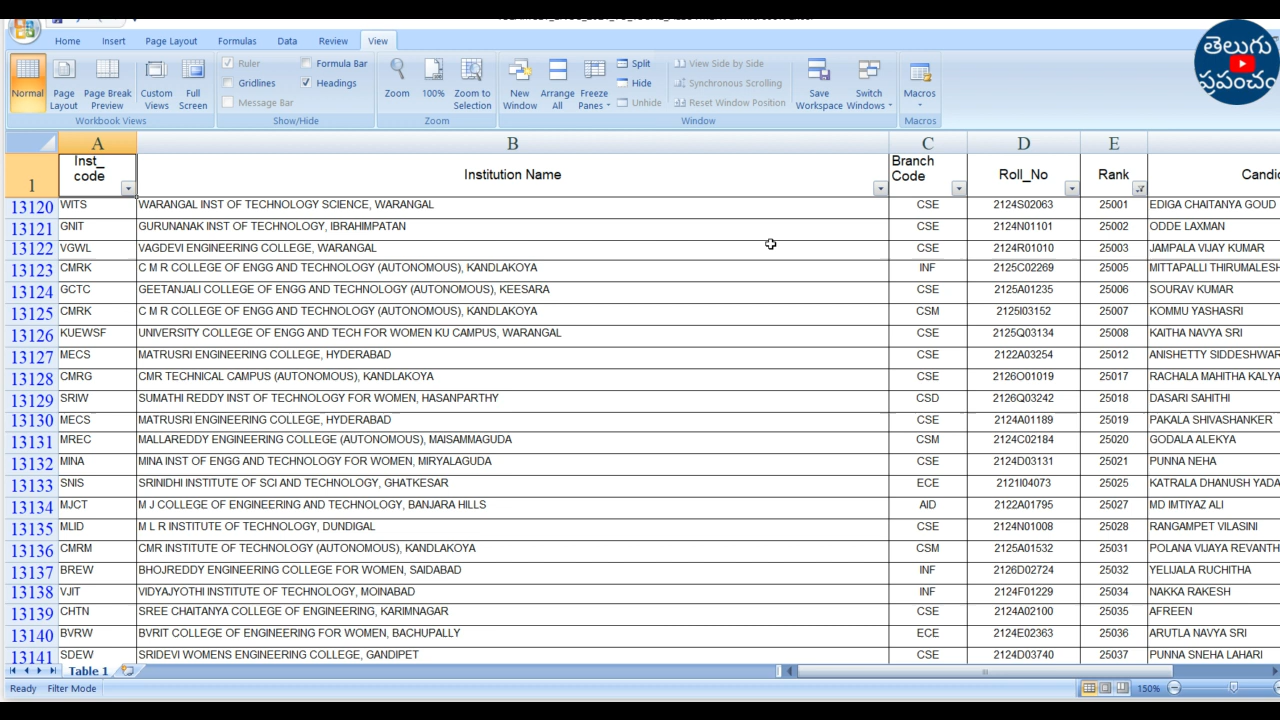 Home Insert Page Layout Formulas Data Review View
Ruler Formula Bar
Gridlines Headings
Message Bar
Normal Page Layout Page Break Preview Custom Views Full Screen
Zoom 100% Zoom to Selection
New Window Arrange All Freeze Panes
Split
Hide
Unhide
View Side by Side
Synchronous Scrolling
Reset Window Position
Save Workspace Switch Windows Macros
Workbook Views Show/Hide Zoom Window Macros
తెలుగు
ప్రపంచం
A B C D E
1 Inst_ code Institution Name Branch Code Roll_No Rank Candid
13120 WITS WARANGAL INST OF TECHNOLOGY SCIENCE, WARANGAL CSE 2124S02063 25001 EDIGA CHAITANYA GOUD
13121 GNIT GURUNANAK INST OF TECHNOLOGY, IBRAHIMPATAN CSE 2124N01101 25002 ODDE LAXMAN
13122 VGWL VAGDEVI ENGINEERING COLLEGE, WARANGAL CSE 2124R01010 25003 JAMPALA VIJAY KUMAR
13123 CMRK C M R COLLEGE OF ENGG AND TECHNOLOGY (AUTONOMOUS), KANDLAKOYA INF 2125C02269 25005 MITTAPALLI THIRUMALESH
13124 GCTC GEETANJALI COLLEGE OF ENGG AND TECHNOLOGY (AUTONOMOUS), KEESARA CSE 2125A01235 25006 SOURAV KUMAR
13125 CMRK C M R COLLEGE OF ENGG AND TECHNOLOGY (AUTONOMOUS), KANDLAKOYA CSM 2125I03152 25007 KOMMU YASHASRI
13126 KUEWSF UNIVERSITY COLLEGE OF ENGG AND TECH FOR WOMEN KU CAMPUS, WARANGAL CSE 2125Q03134 25008 KAITHA NAVYA SRI
13127 MECS MATRUSRI ENGINEERING COLLEGE, HYDERABAD CSE 2122A03254 25012 ANISHETTY SIDDESHWAR
13128 CMRG CMR TECHNICAL CAMPUS (AUTONOMOUS), KANDLAKOYA CSE 2126O01019 25017 RACHALA MAHITHA KALYA
13129 SRIW SUMATHI REDDY INST OF TECHNOLOGY FOR WOMEN, HASANPARTHY CSD 2126Q03242 25018 DASARI SAHITHI
13130 MECS MATRUSRI ENGINEERING COLLEGE, HYDERABAD CSE 2124A01189 25019 PAKALA SHIVASHANKER
13131 MREC MALLAREDDY ENGINEERING COLLEGE (AUTONOMOUS), MAISAMMAGUDA CSM 2124C02184 25020 GODALA ALEKYA
13132 MINA MINA INST OF ENGG AND TECHNOLOGY FOR WOMEN, MIRYALAGUDA CSE 2124D03131 25021 PUNNA NEHA
13133 SNIS SRINIDHI INSTITUTE OF SCI AND TECHNOLOGY, GHATKESAR ECE 2121I04073 25025 KATRALA DHANUSH YADA
13134 MJCT M J COLLEGE OF ENGINEERING AND TECHNOLOGY, BANJARA HILLS AID 2122A01795 25027 MD IMTIYAZ ALI
13135 MLID M L R INSTITUTE OF TECHNOLOGY, DUNDIGAL CSE 2124N01008 25028 RANGAMPET VILASINI
13136 CMRM CMR INSTITUTE OF TECHNOLOGY (AUTONOMOUS), KANDLAKOYA CSM 2125A01532 25031 POLANA VIJAYA REVANTH
13137 BREW BHOJREDDY ENGINEERING COLLEGE FOR WOMEN, SAIDABAD INF 2126D02724 25032 YELIJALA RUCHITHA
13138 VJIT VIDYAJYOTHI INSTITUTE OF TECHNOLOGY, MOINABAD INF 2124F01229 25034 NAKKA RAKESH
13139 CHTN SREE CHAITANYA COLLEGE OF ENGINEERING, KARIMNAGAR CSE 2124A02100 25035 AFREEN
13140 BVRW BVRIT COLLEGE OF ENGINEERING FOR WOMEN, BACHUPALLY ECE 2124E02363 25036 ARUTLA NAVYA SRI
13141 SDEW SRIDEVI WOMENS ENGINEERING COLLEGE, GANDIPET CSE 2124D03740 25037 PUNNA SNEHA LAHARI
Table 1
Ready Filter Mode 150%